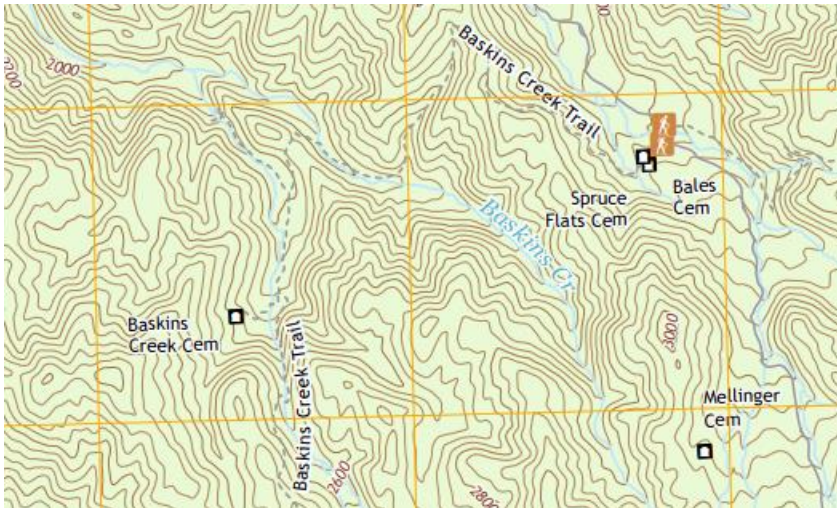 2200
2000
Baskins Creek Trail
Spruce
Flats Cem
Bales
Cem
Baskins Cr
Baskins
Creek Cem
Baskins Creek Trail
3000
Mellinger
Cem
2600
2800